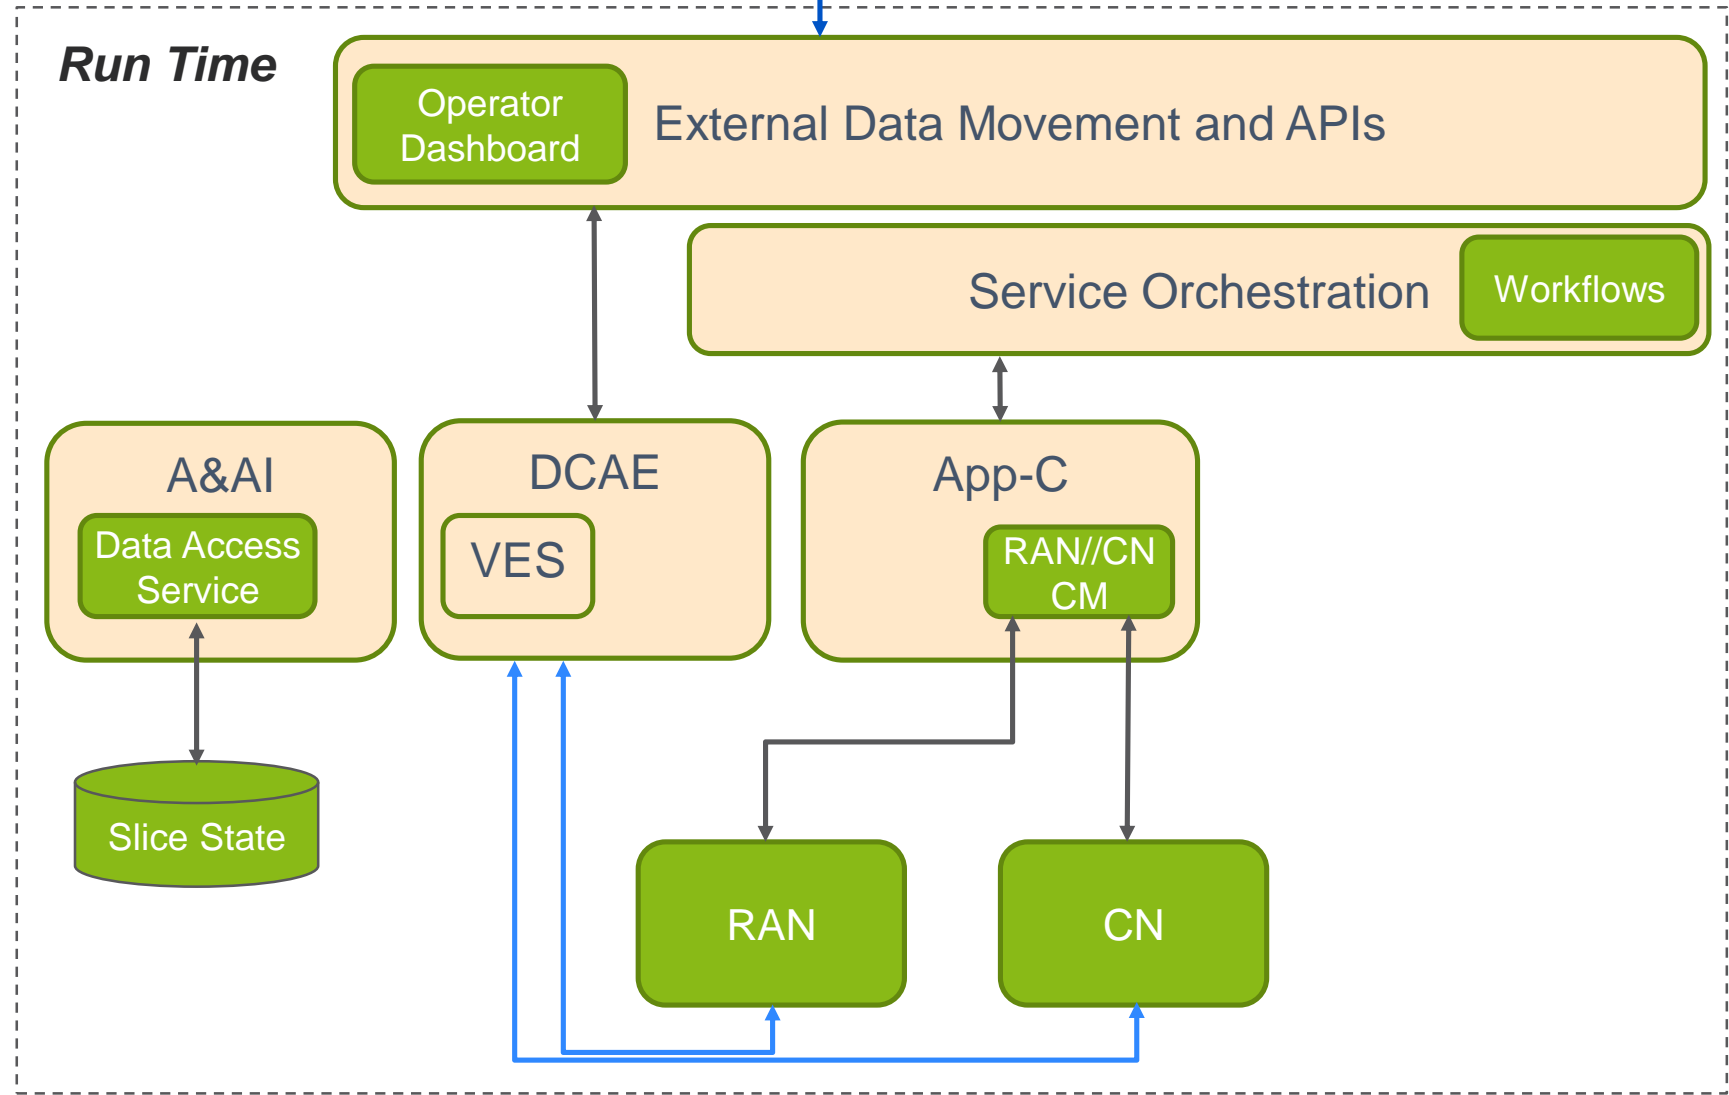 Run Time
Operator
Dashboard
External Data Movement and APIs
Service Orchestration
Workflows
A&AI
Data Access
Service
DCAE
VES
App-C
RAN//CN
CM
Slice State
RAN
CN